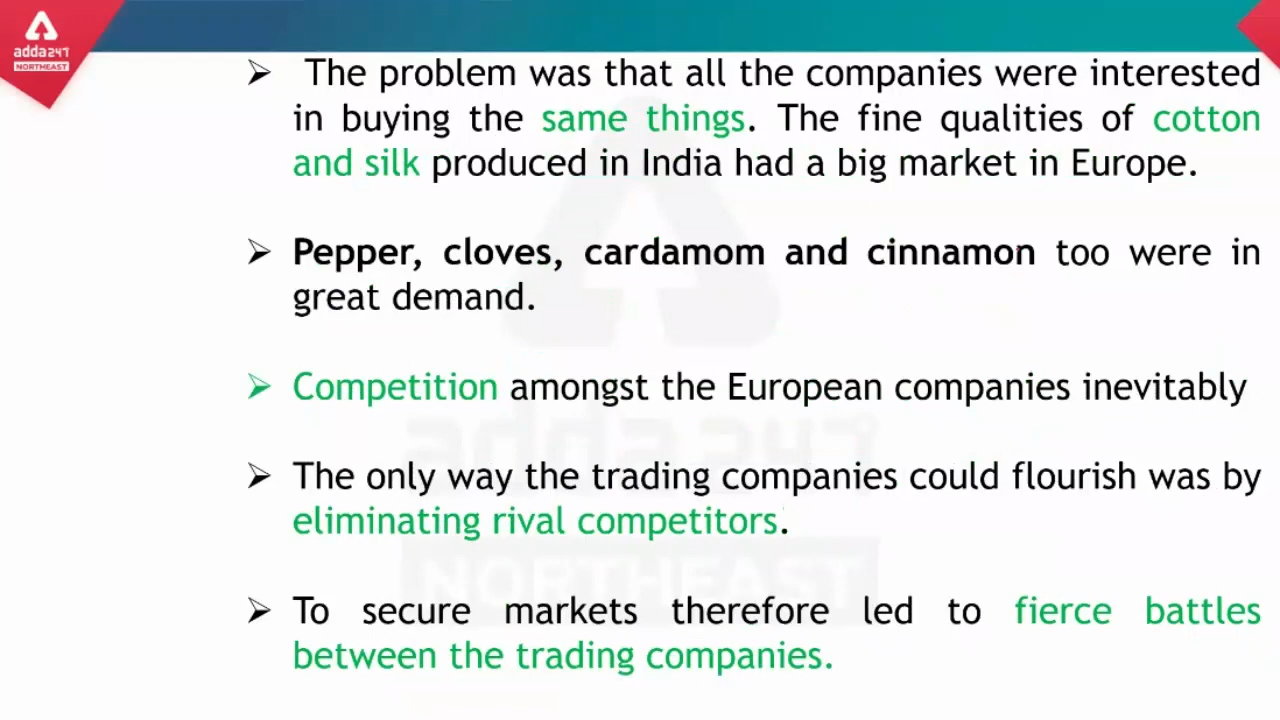 adda247
NORTHEAST
➢ The problem was that all the companies were interested
in buying the same things. The fine qualities of cotton
and silk produced in India had a big market in Europe.
➢ Pepper, cloves, cardamom and cinnamon too were in
great demand.
➢ Competition amongst the European companies inevitably
➢ The only way the trading companies could flourish was by
eliminating rival competitors.
➢ To secure markets therefore led to fierce battles
between the trading companies.
adda247
NORTHEAST